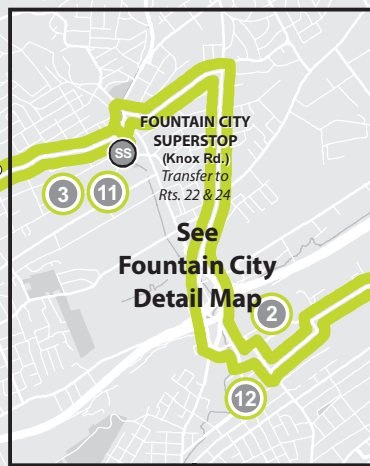 FOUNTAIN CITY
SUPERSTOP
(Knox Rd.)
Transfer to
Rts. 22 & 24
SS
3
11
See
Fountain City
Detail Map
2
12